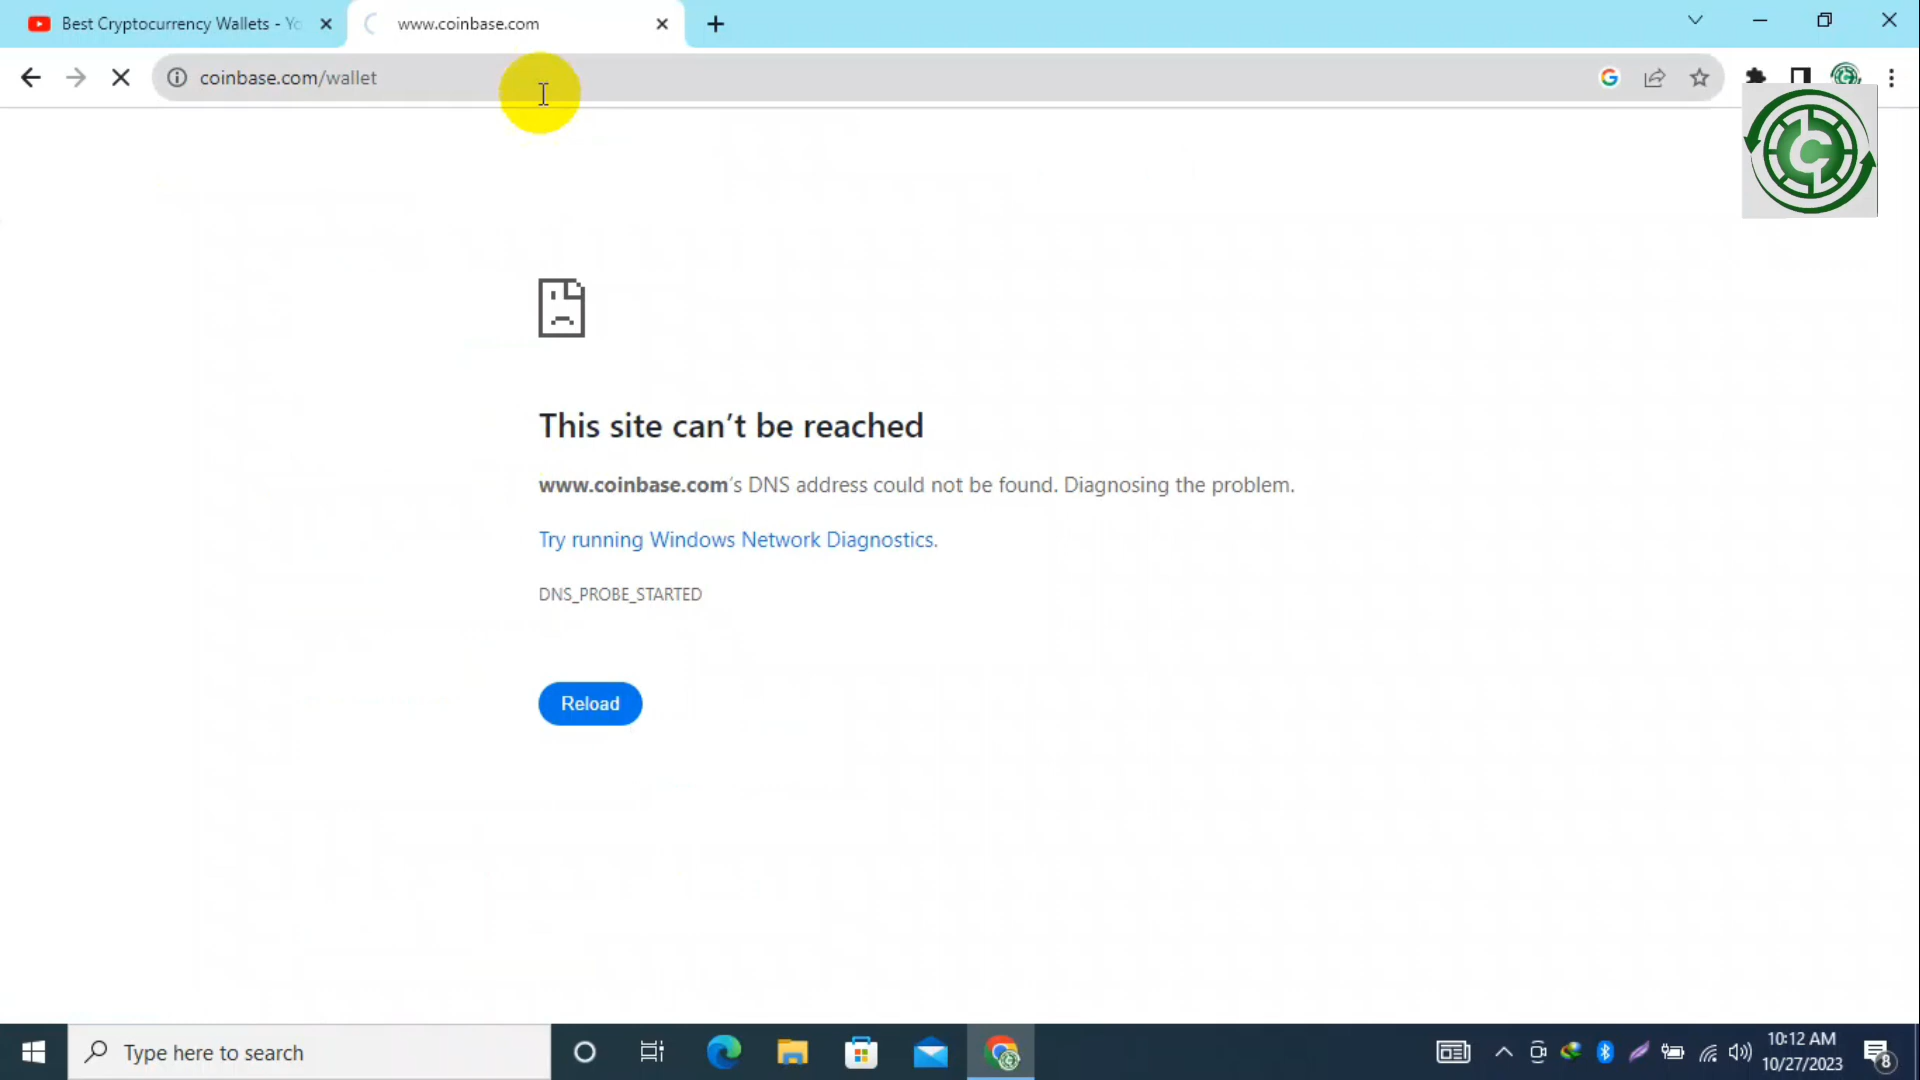 Best Cryptocurrency Wallets - Yo
www.coinbase.com
coinbase.com/wallet
This site can't be reached
www.coinbase.com's DNS address could not be found. Diagnosing the problem.
Try running Windows Network Diagnostics.
DNS_PROBE_STARTED
Reload
Type here to search
10:12 AM
10/27/2023
8